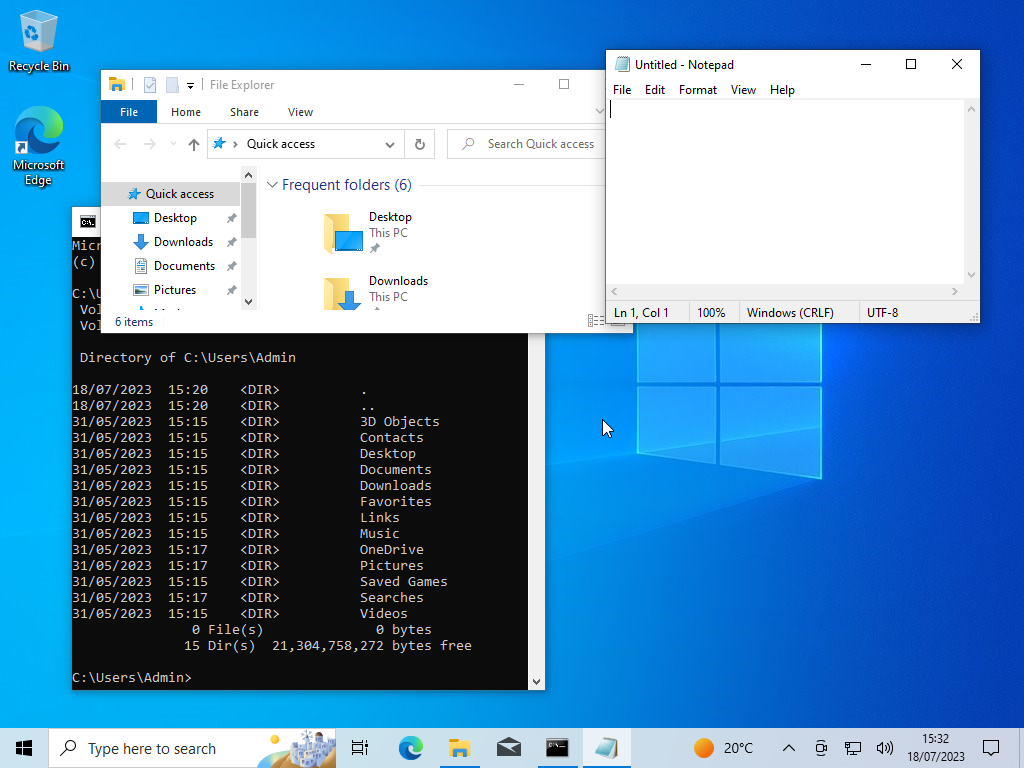 Recycle Bin
Microsoft
Edge
File Explorer
File
Home
Share
View
Quick access
Search Quick access
Quick access
Desktop
Downloads
Documents
Pictures
Frequent folders (6)
Desktop
This PC
Downloads
This PC
6 items
Untitled - Notepad
File Edit Format View Help
Ln 1, Col 1
100%
Windows (CRLF)
UTF-8
(c)
Directory of C:\Users\Admin
18/07/2023 15:20 <DIR> .
18/07/2023 15:20 <DIR> ..
31/05/2023 15:15 <DIR> 3D Objects
31/05/2023 15:15 <DIR> Contacts
31/05/2023 15:15 <DIR> Desktop
31/05/2023 15:15 <DIR> Documents
31/05/2023 15:15 <DIR> Downloads
31/05/2023 15:15 <DIR> Favorites
31/05/2023 15:15 <DIR> Links
31/05/2023 15:15 <DIR> Music
31/05/2023 15:17 <DIR> OneDrive
31/05/2023 15:17 <DIR> Pictures
31/05/2023 15:15 <DIR> Saved Games
31/05/2023 15:17 <DIR> Searches
31/05/2023 15:15 <DIR> Videos
0 File(s) 0 bytes
15 Dir(s) 21,304,758,272 bytes free
C:\Users\Admin>
Type here to search
20°C
15:32
18/07/2023